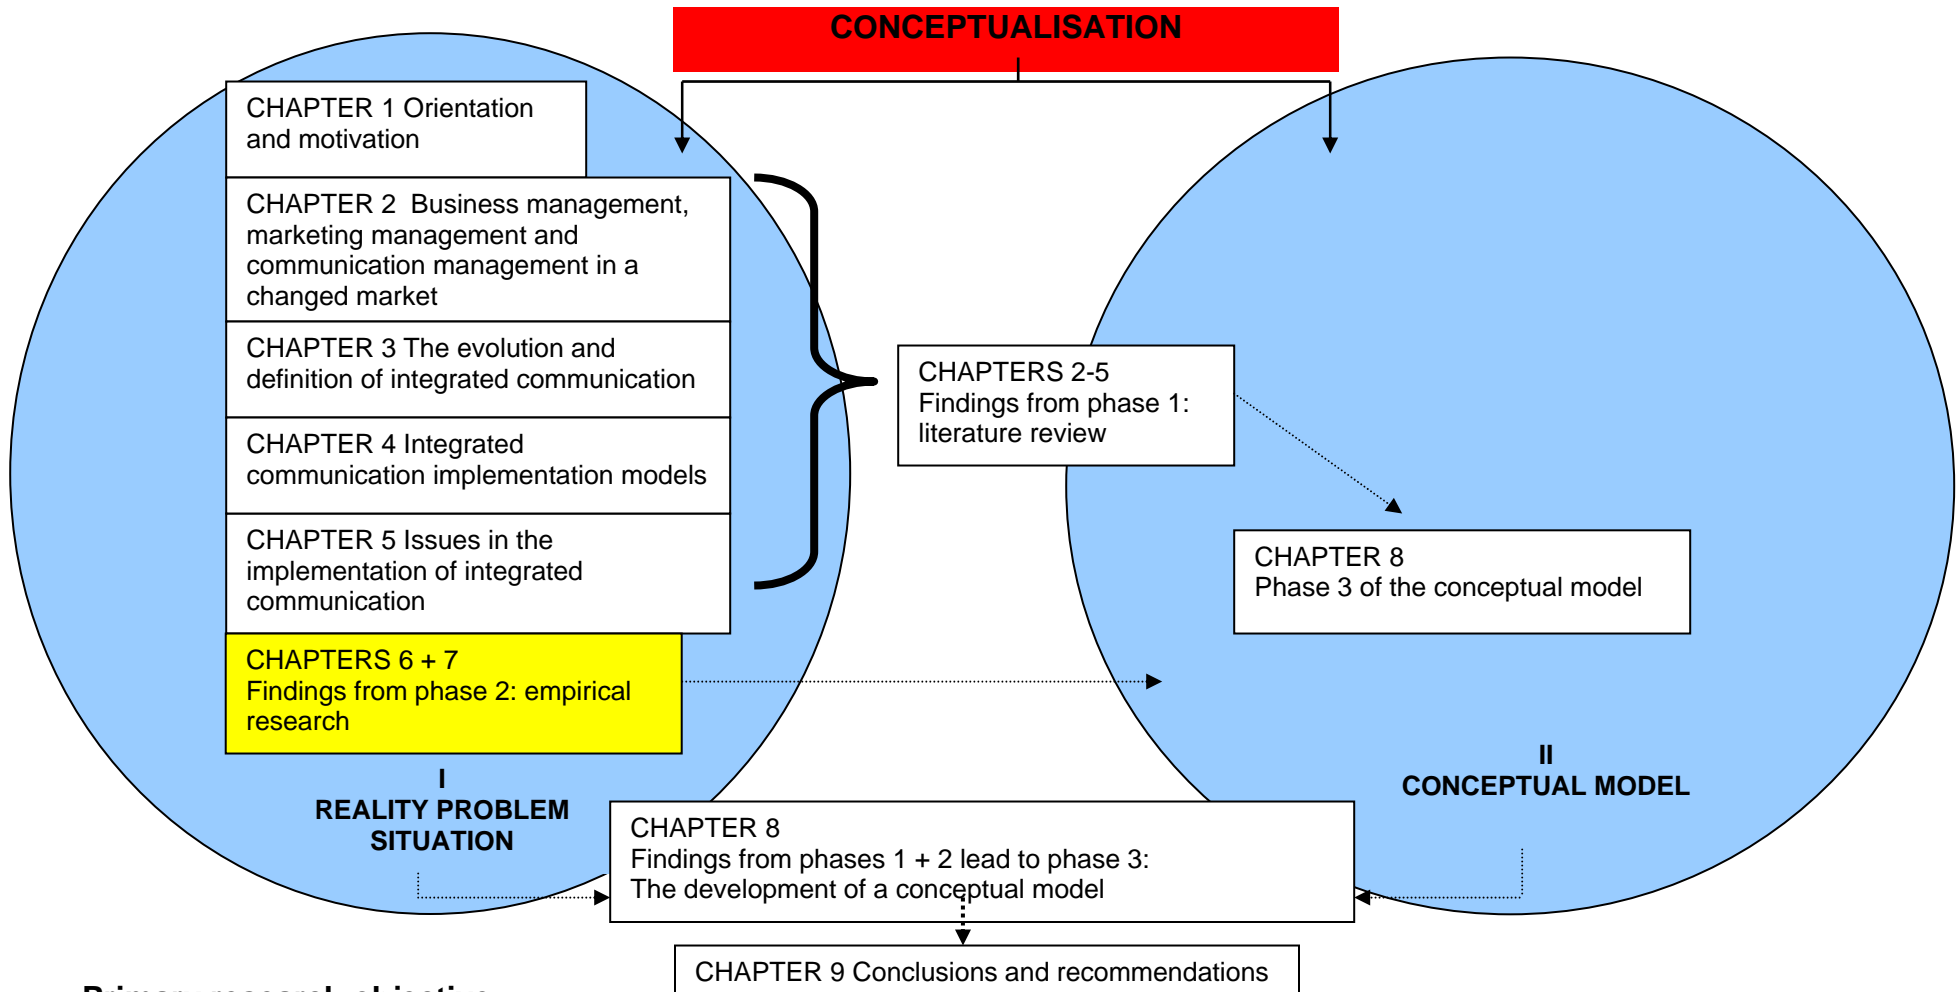 CONCEPTUALISATION
CHAPTER 1 Orientation
and motivation
CHAPTER 2  Business management,
marketing management and
communication management in a
changed market
CHAPTER 3 The evolution and
definition of integrated communication
CHAPTER 4 Integrated
communication implementation models
CHAPTER 5 Issues in the
implementation of integrated
communication
CHAPTERS 6 + 7
Findings from phase 2: empirical
research
I
REALITY PROBLEM
SITUATION
CHAPTERS 2-5
Findings from phase 1:
literature review
CHAPTER 8
Phase 3 of the conceptual model
II
CONCEPTUAL MODEL
CHAPTER 8
Findings from phases 1 + 2 lead to phase 3:
The development of a conceptual model
CHAPTER 9 Conclusions and recommendations
Primary research objective